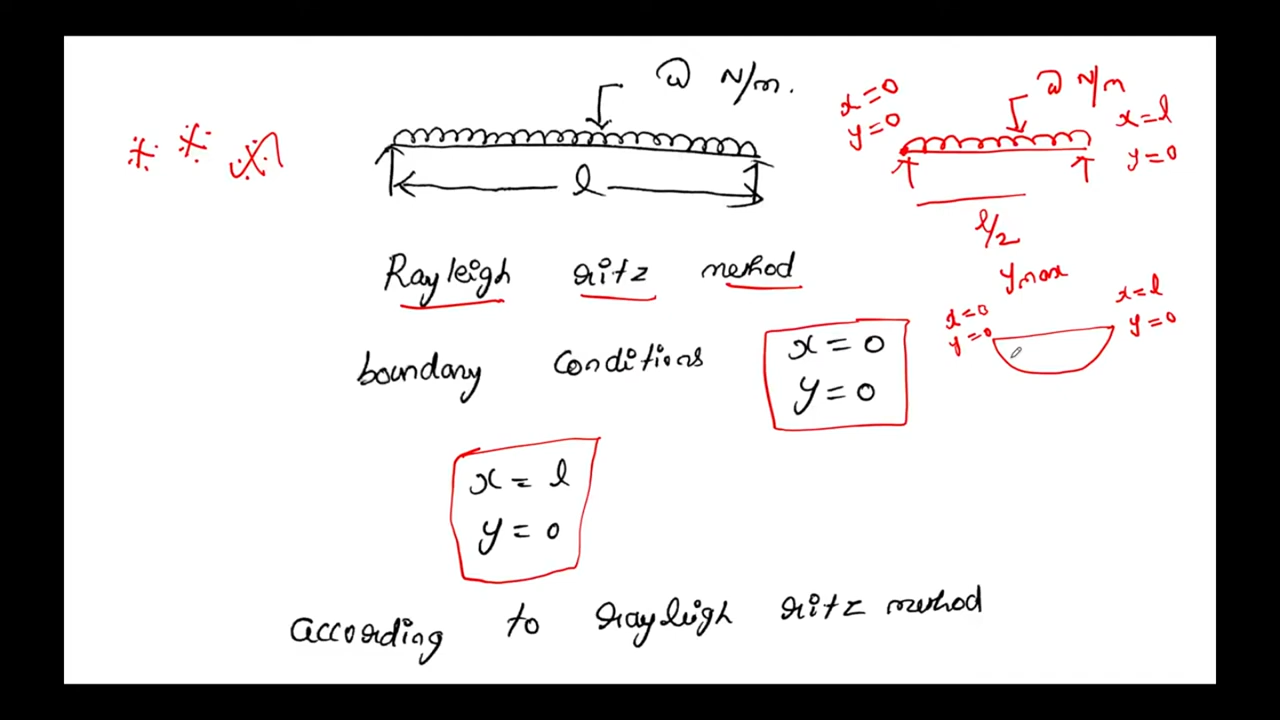 ω N/m.
l
x=0
y=0
ω N/m
x=l
y=0
l/2
Rayleigh ritz method
ymax
x=0
y=0
x=l
y=0
boundary conditions
x = 0
y = 0
x = l
y = 0
according to rayleigh ritz method